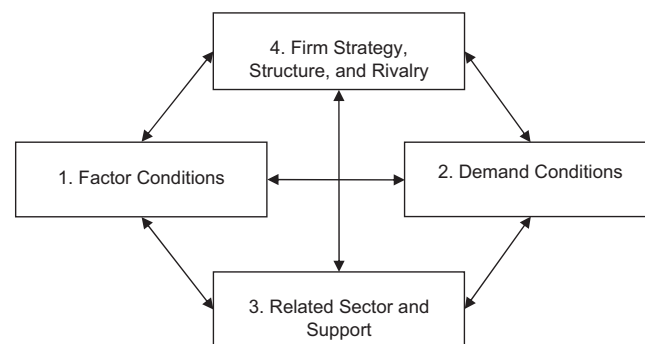 4. Firm Strategy,
Structure, and Rivalry
1. Factor Conditions
2. Demand Conditions
3. Related Sector and
Support